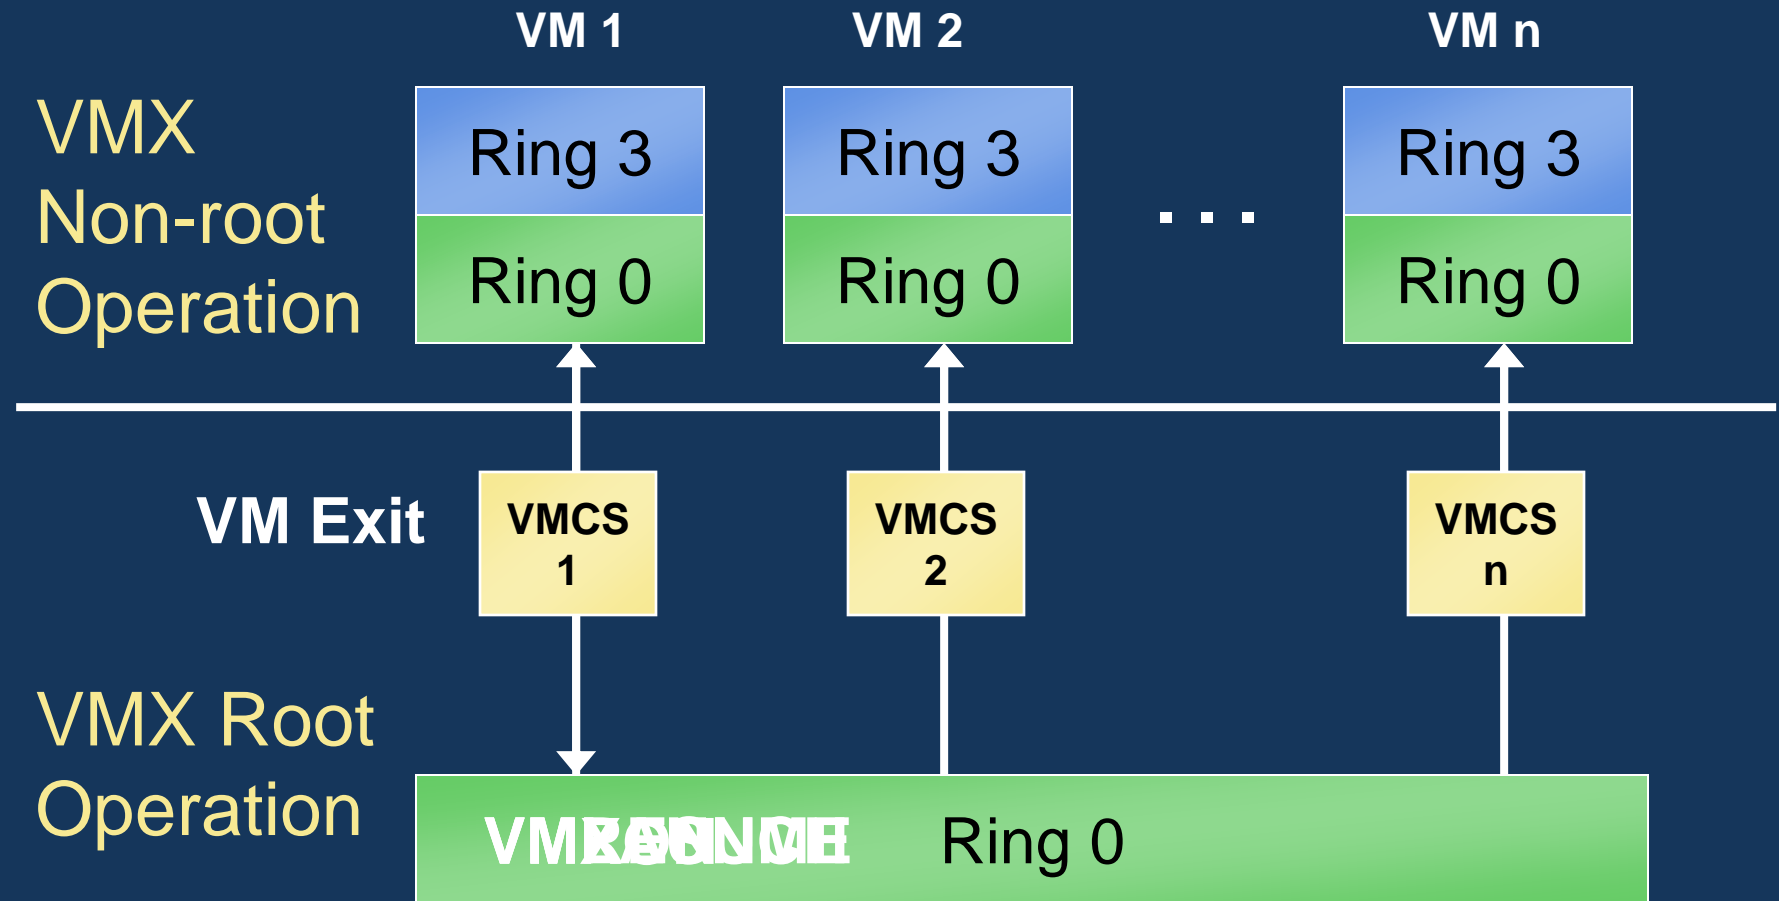 VM 1
VM 2
VM n
VMX
Non-root
Operation
Ring 3
Ring 0
Ring 3
Ring 0
. . .
Ring 3
Ring 0
VM Exit
VMCS
1
VMCS
2
VMCS
n
VMX Root
Operation
Ring 0